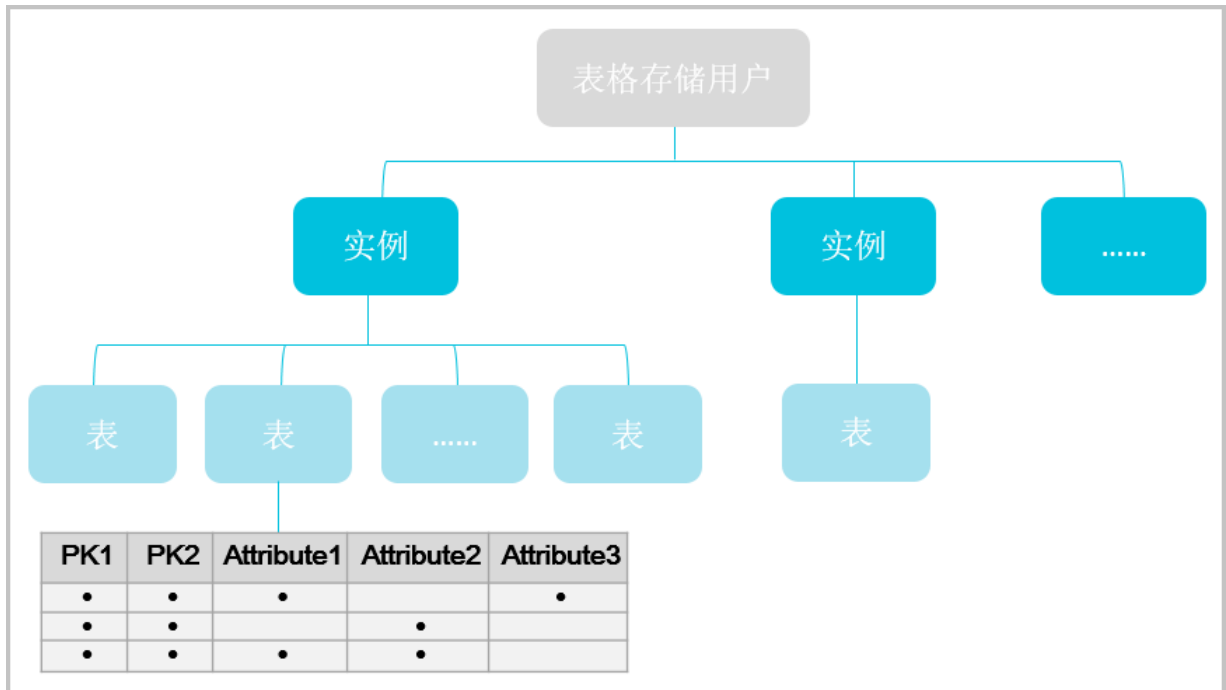 表格存储用户
实例 实例 ......
表 表 ...... 表 表
PK1 PK2 Attribute1 Attribute2 Attribute3
• • • •
• • •
• • • •